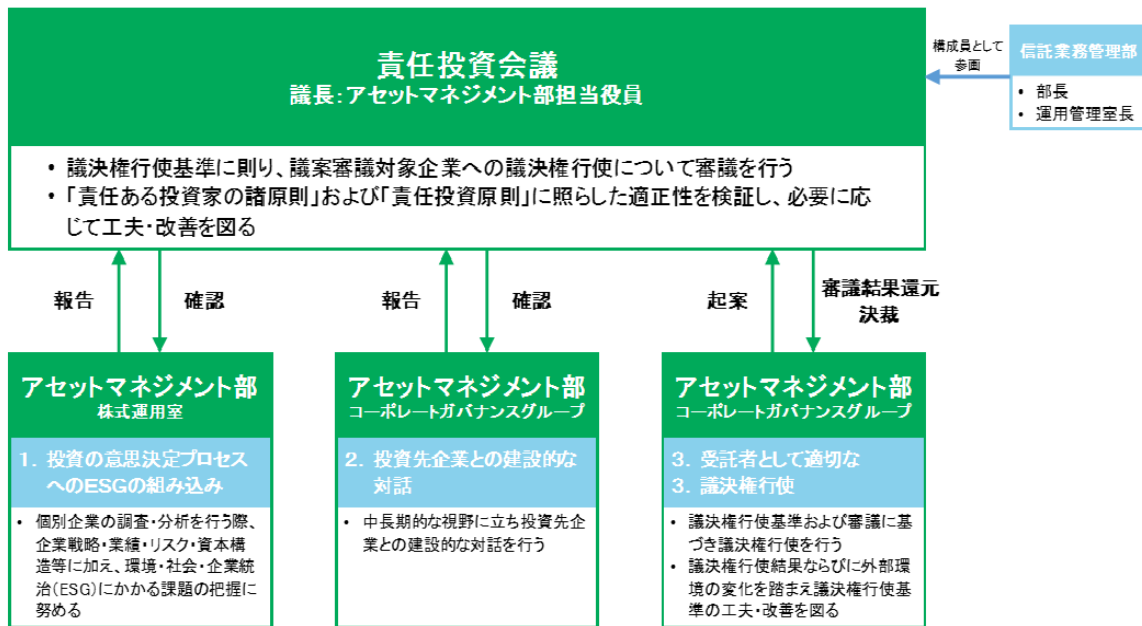 責任投資会議
議長：アセットマネジメント部担当役員
構成員として
参画
信託業務管理部
• 部長
• 運用管理室長
• 議決権行使基準に則り、議案審議対象企業への議決権行使について審議を行う
• 「責任ある投資家の諸原則」および「責任投資原則」に照らした適正性を検証し、必要に応
じて工夫・改善を図る
報告
確認
報告
確認
起案
審議結果還元
決裁
アセットマネジメント部
株式運用室
1. 投資の意思決定プロセス
へのESGの組み込み
• 個別企業の調査・分析を行う際、
企業戦略・業績・リスク・資本構
造等に加え、環境・社会・企業統
治(ESG)にかかる課題の把握に
努める
アセットマネジメント部
コーポレートガバナンスグループ
2. 投資先企業との建設的な
対話
• 中長期的な視野に立ち投資先企
業との建設的な対話を行う
アセットマネジメント部
コーポレートガバナンスグループ
3. 受託者として適切な
3. 議決権行使
• 議決権行使基準および審議に基
づき議決権行使を行う
• 議決権行使結果ならびに外部環
境の変化を踏まえ議決権行使基
準の工夫・改善を図る